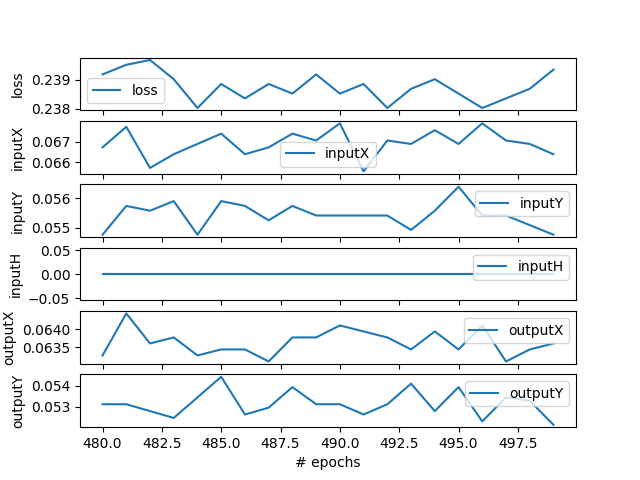 loss
0.239
0.238
loss
inputX
0.067
0.066
inputX
inputY
0.056
0.055
inputY
inputH
0.05
0.00
−0.05
inputH
outputX
0.0640
0.0635
outputX
outputY
0.054
0.053
outputY
480.0 482.5 485.0 487.5 490.0 492.5 495.0 497.5
# epochs